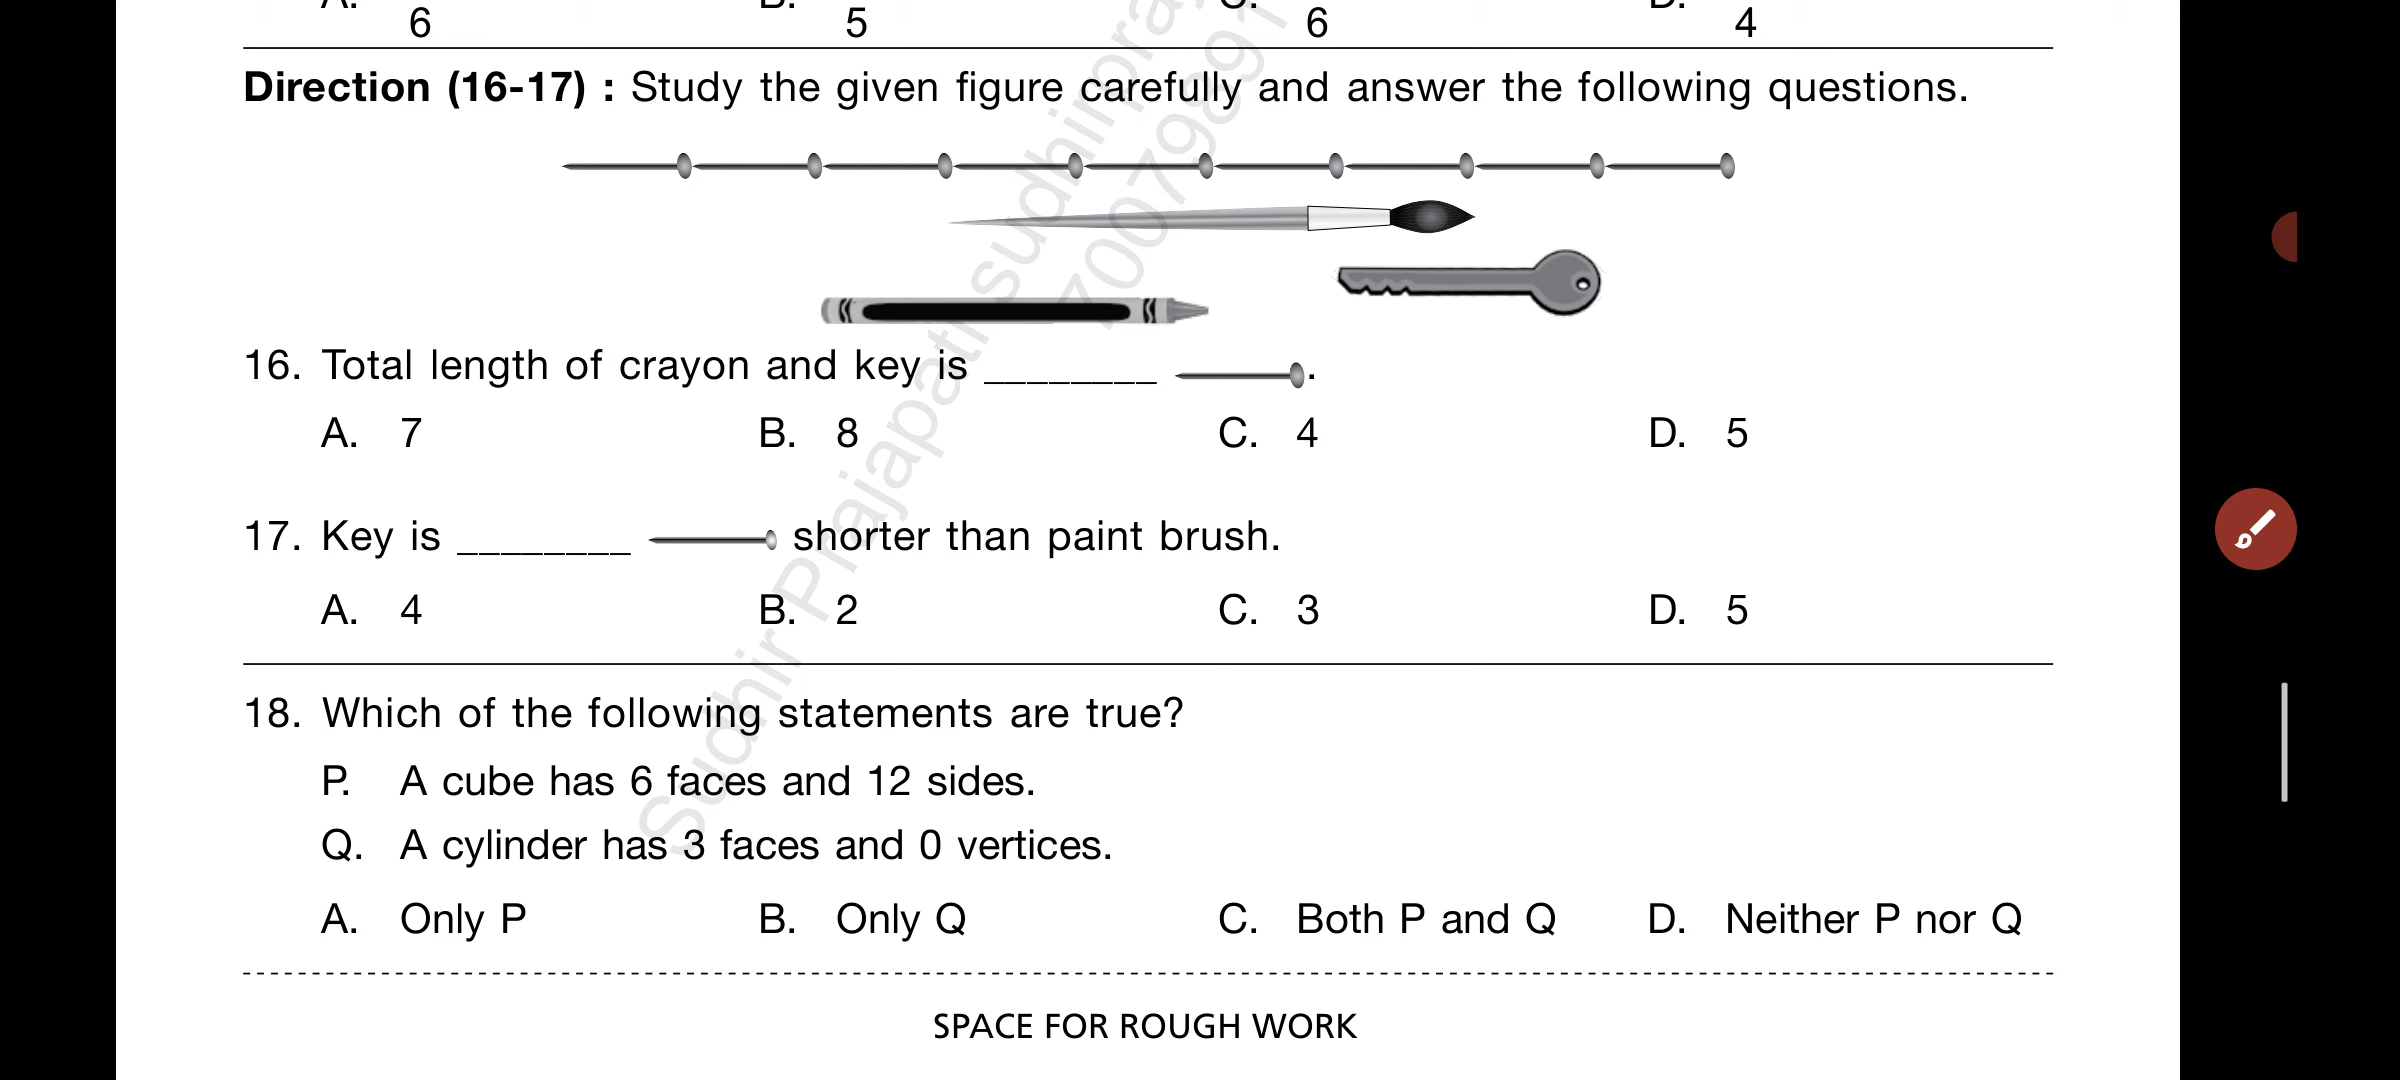 6 5 6 4
Direction (16-17) : Study the given figure carefully and answer the following questions.
16. Total length of crayon and key is ________ .
A. 7 B. 8 C. 4 D. 5
17. Key is ________ shorter than paint brush.
A. 4 B. 2 C. 3 D. 5
18. Which of the following statements are true?
P. A cube has 6 faces and 12 sides.
Q. A cylinder has 3 faces and 0 vertices.
A. Only P B. Only Q C. Both P and Q D. Neither P nor Q
SPACE FOR ROUGH WORK
Sudhir Prajapati